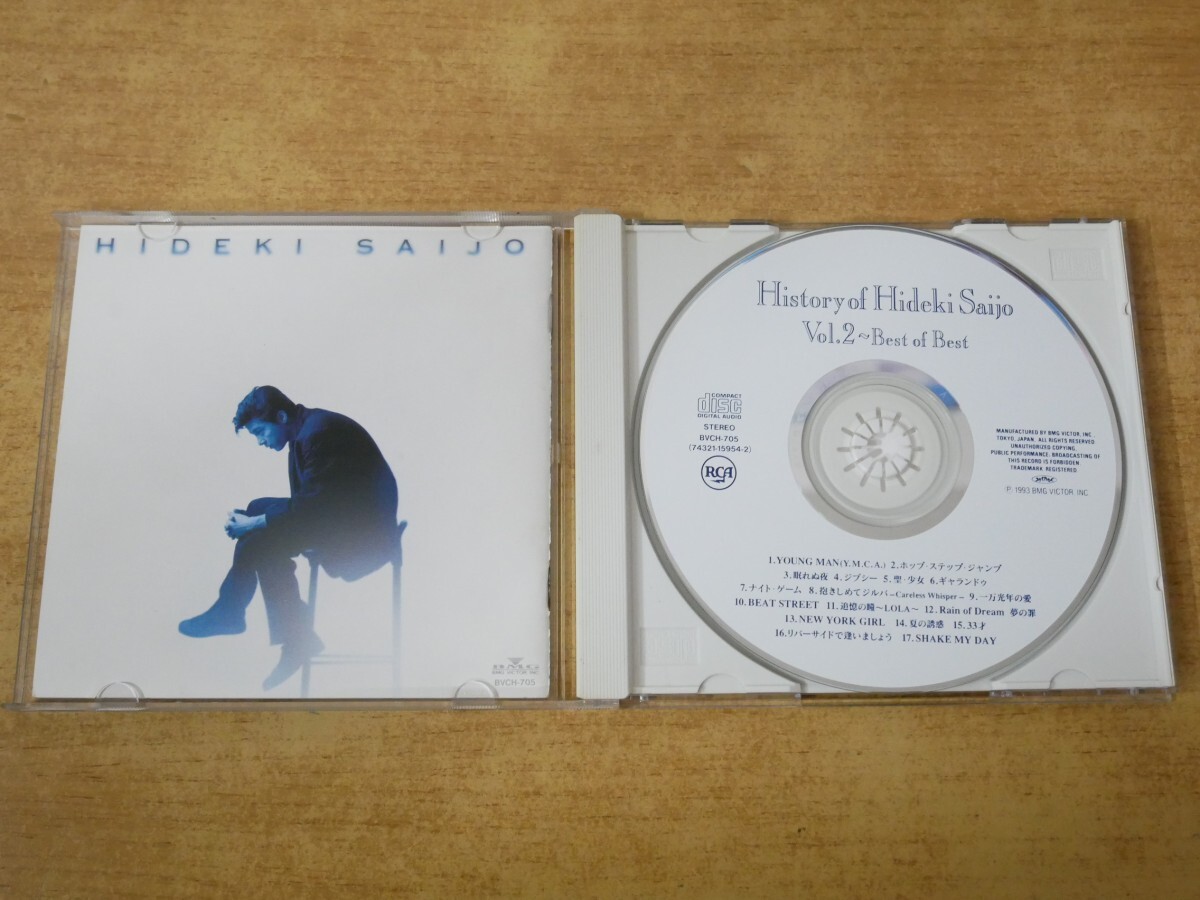 HIDEKI SAIJO
BMG
BMG VICTOR, INC.
BVCH-705
History of Hideki Saijo
Vol.2~Best of Best
COMPACT
disc
DIGITAL AUDIO
STEREO
BVCH-705
(74321-15954-2)
RCA
MANUFACTURED BY BMG VICTOR, INC.,
TOKYO, JAPAN. ALL RIGHTS RESERVED
UNAUTHORIZED COPYING,
PUBLIC PERFORMANCE, BROADCASTING OF
THIS RECORD IS FORBIDDEN
TRADEMARK REGISTERED.
℗ 1993 BMG VICTOR, INC
1.YOUNG MAN(Y.M.C.A.) 2.ホップ・ステップ・ジャンプ
3.眠れぬ夜 4.ジプシー 5.聖・少女 6.ギャランドゥ
7.ナイト・ゲーム 8.抱きしめてジルバ−Careless Whisper− 9.一万光年の愛
10.BEAT STREET 11.追憶の瞳〜LOLA〜 12.Rain of Dream 夢の罪
13.NEW YORK GIRL 14.夏の誘惑 15.33才
16.リバーサイドで逢いましょう 17.SHAKE MY DAY